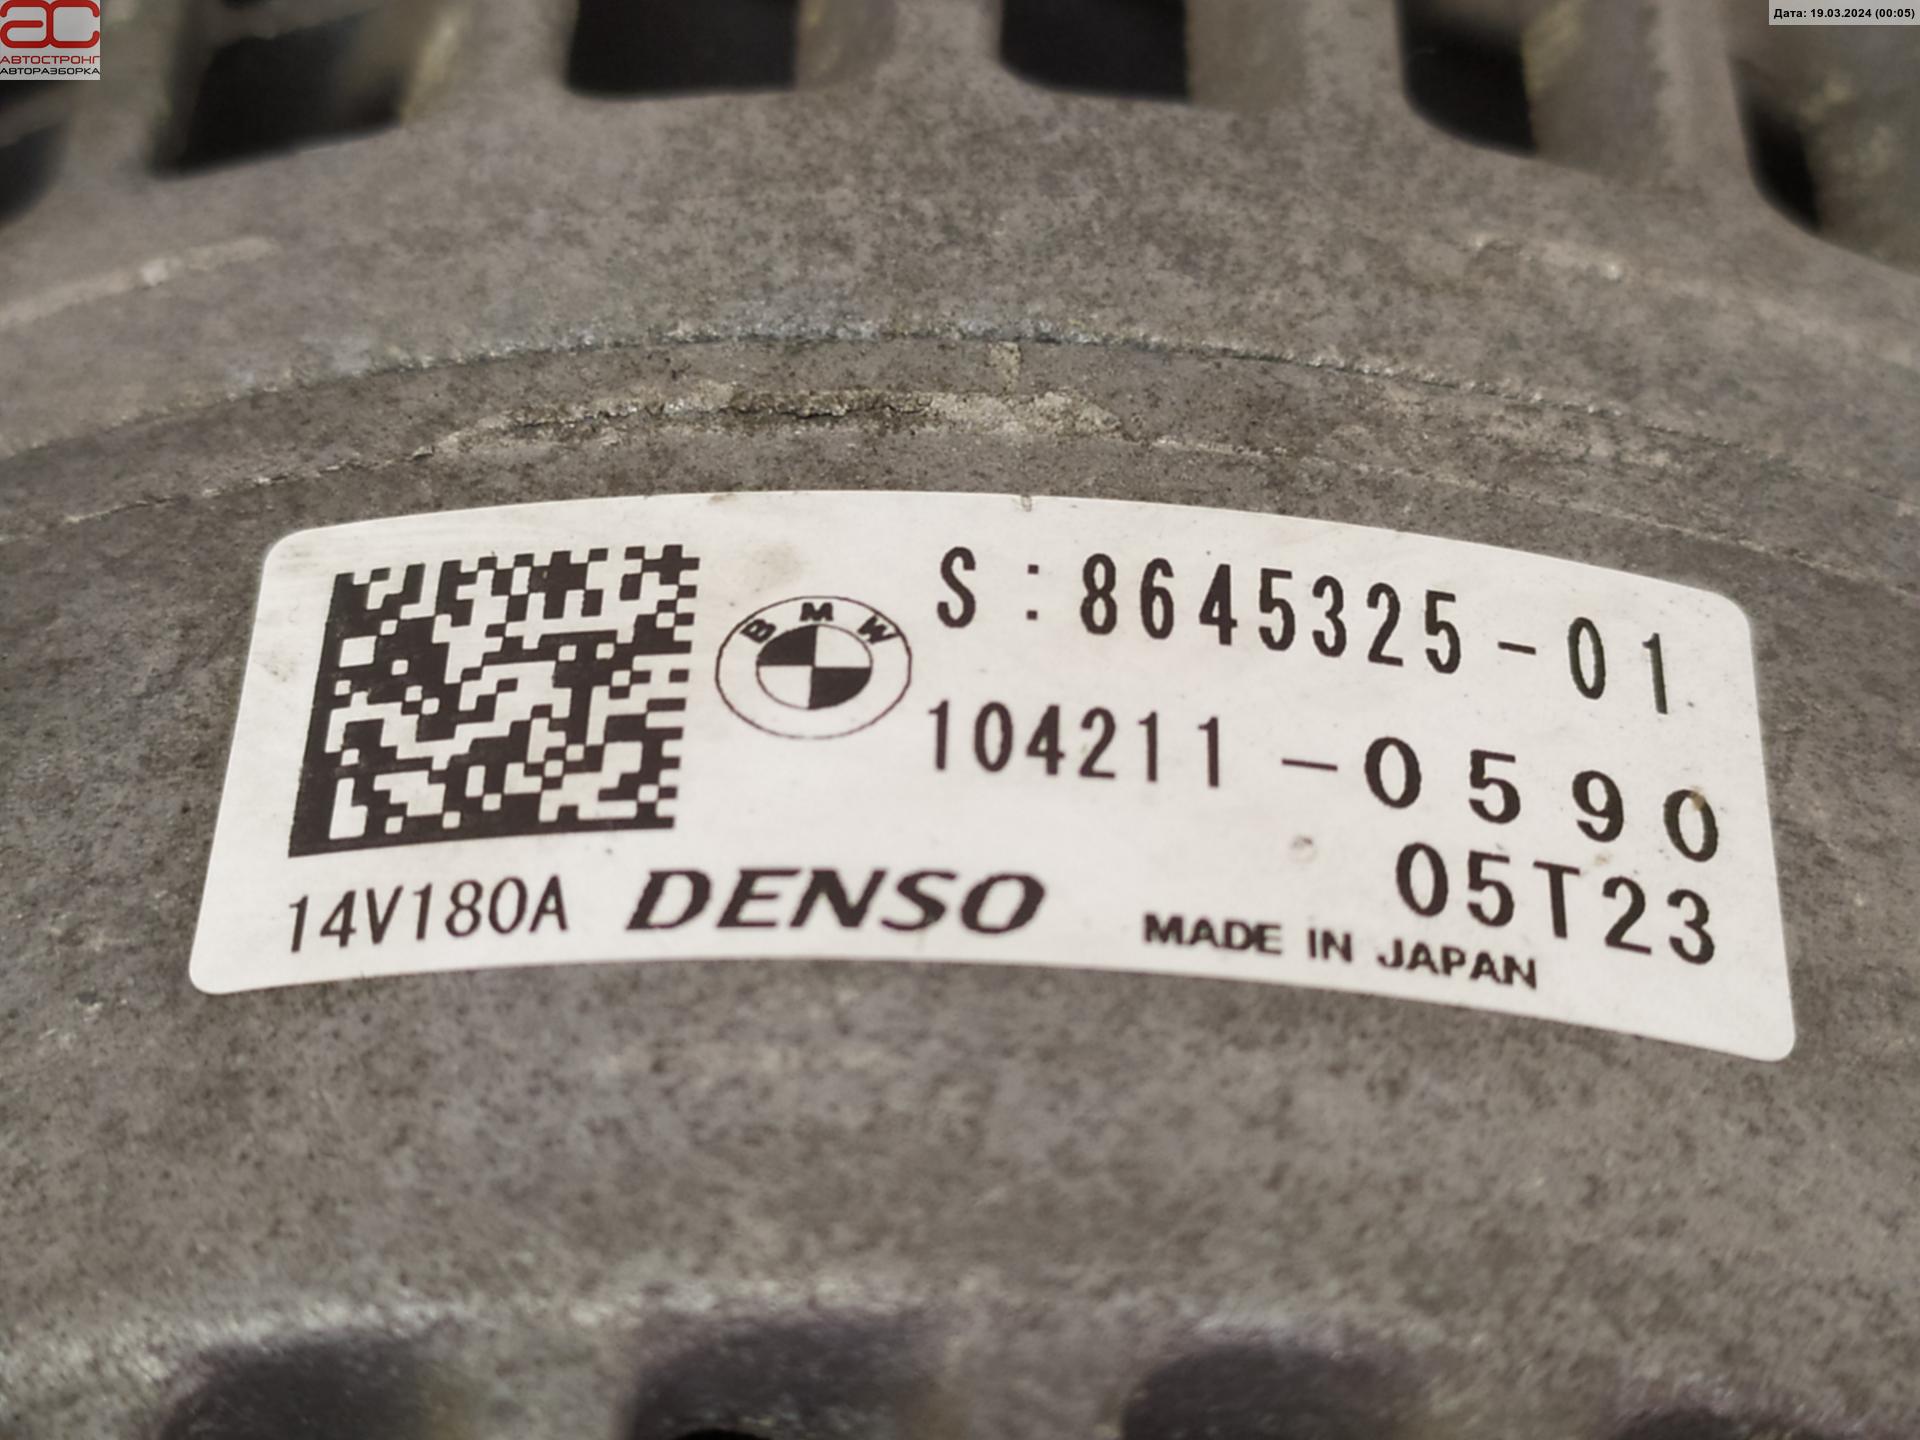 АС
АВТОСТРОНГ
АВТОРАЗБОРКА
Дата: 19.03.2024 (00:05)
BMW
S:8645325-01
104211-0590
05T23
14V180A DENSO
MADE IN JAPAN